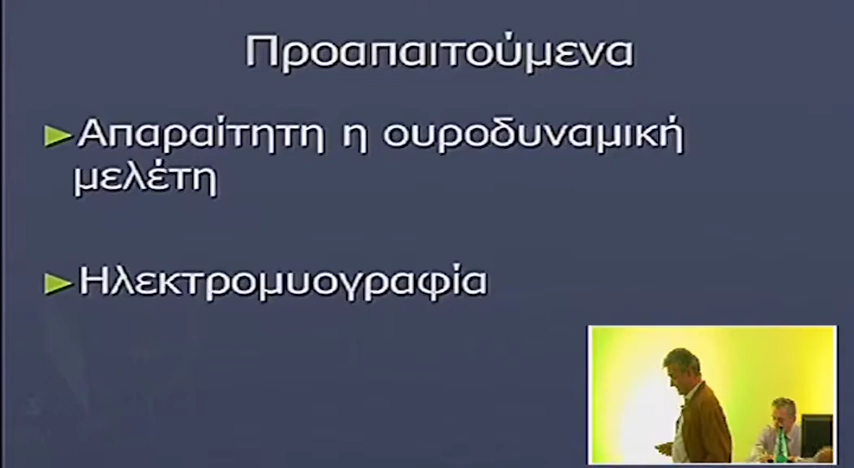 Προαπαιτούμενα
Απαραίτητη η ουροδυναμική
μελέτη
Ηλεκτρομυογραφία